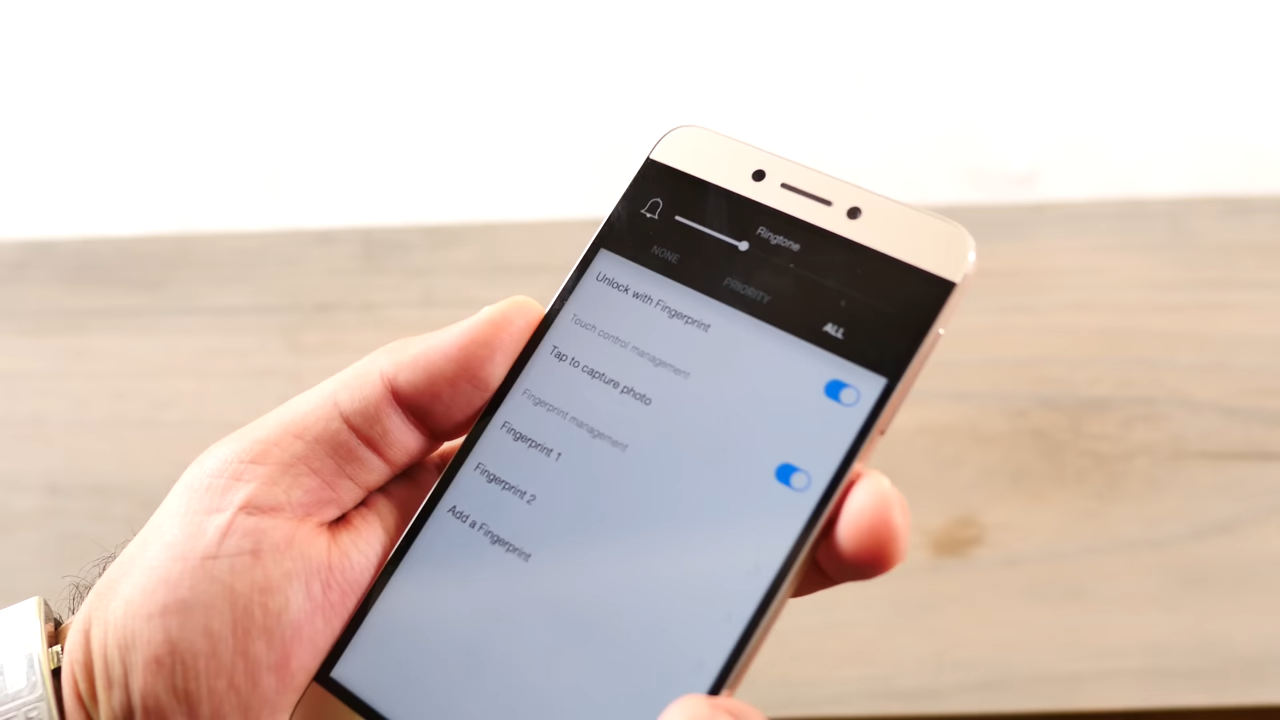 Ringtone
NONE PRIORITY ALL
Unlock with Fingerprint
Touch control management
Tap to capture photo
Fingerprint management
Fingerprint 1
Fingerprint 2
Add a Fingerprint